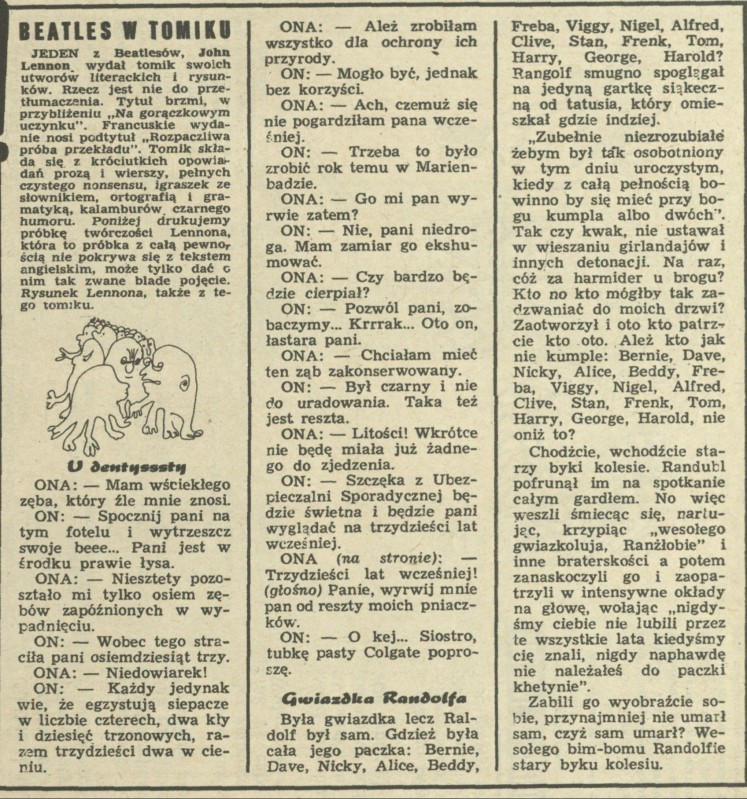 BEATLES W TOMIKU
JEDEN z Beatlesów, John
Lennon, wydał tomik swoich
utworów literackich i rysun-
ków. Rzecz jest nie do prze-
tłumaczenia. Tytuł brzmi, w
przybliżeniu „Na gorączkowym
uczynku". Francuskie wyda-
nie nosi podtytuł „Rozpaczliwa
próba przekładu". Tomik skła-
da się z króciutkich opowia-
dań prozą i wierszy, pełnych
czystego nonsensu, igraszek ze
słownikiem, ortografią i gra-
matyką, kalamburów, czarnego
humoru. Poniżej drukujemy
próbkę twórczości Lennona,
która to próbka z całą pewno-
ścią nie pokrywa się z tekstem
angielskim, może tylko dać o
nim tak zwane blade pojęcie.
Rysunek Lennona, także z te-
go tomiku.
U dentysssty
ONA: — Mam wściekłego
zęba, który źle mnie znosi.
ON: — Spocznij pani na
tym fotelu i wytrzeszcz
swoje beee... Pani jest w
środku prawie łysa.
ONA: — Niesztety pozo-
stało mi tylko osiem zę-
bów zapóźnionych w wy-
padnięciu.
ON: — Wobec tego stra-
ciła pani osiemdziesiąt trzy.
ONA: — Niedowiarek!
ON: — Każdy jedynak
wie, że egzystują siepacze
w liczbie czterech, dwa kły
i dziesięć trzonowych, ra-
zem trzydzieści dwa w cie-
niu.
ONA: — Ależ zrobiłam
wszystko dla ochrony ich
przyrody.
ON: — Mogło być, jednak
bez korzyści.
ONA: — Ach, czemuż się
nie pogardziłam pana wcze-
śniej.
ON: — Trzeba to było
zrobić rok temu w Marien-
badzie.
ONA: — Go mi pan wy-
rwie zatem?
ON: — Nie, pani niedro-
ga. Mam zamiar go ekshu-
mować.
ONA: — Czy bardzo bę-
dzie cierpiał?
ON: — Pozwól pani, zo-
baczymy... Krrrak... Oto on,
łastara pani.
ONA: — Chciałam mieć
ten ząb zakonserwowany.
ON: — Był czarny i nie
do uradowania. Taka też
jest reszta.
ONA: — Litości! Wkrótce
nie będę miała już żadne-
go do zjedzenia.
ON: — Szczęka z Ubez-
pieczalni Sporadycznej bę-
dzie świetna i będzie pani
wyglądać na trzydzieści lat
wcześniej.
ONA (na stronie): —
Trzydzieści lat wcześniej!
(głośno) Panie, wyrwij mnie
pan od reszty moich pniacz-
ków.
ON: — O kej... Siostro,
tubkę pasty Colgate popro-
szę.
Gwiazdka Randolfa
Była gwiazdka lecz Ral-
dolf był sam. Gdzież była
cała jego paczka: Bernie,
Dave, Nicky, Alice, Beddy,
Freba, Viggy, Nigel, Alfred,
Clive, Stan, Frenk, Tom,
Harry, George, Harold?
Rangolf smugno spoglęgał
na jedyną gartkę siąkecz-
ną od tatusia, który omie-
szkał gdzie indziej.
„Zubełnie niezrozubiałe
żebym był tak osobotniony
w tym dniu uroczystym,
kiedy z całą pełnością bo-
winno by się mieć przy bo-
gu kumpla albo dwóch".
Tak czy kwak, nie ustawał
w wieszaniu girlandajów i
innych detonacji. Na raz,
cóż za harmider u brogu?
Kto no kto mógłby tak za-
dzwaniać do moich drzwi?
Zaotworzył i oto kto patrz-
cie kto oto. Ależ kto jak
nie kumple: Bernie, Dave,
Nicky, Alice, Beddy, Fre-
ba, Viggy, Nigel, Alfred,
Clive, Stan, Frenk, Tom,
Harry, George, Harold, nie
oniż to?
Chodźcie, wchodźcie sta-
rzy byki kolesie. Randubl
pofrunął im na spotkanie
całym gardłem. No więc
weszli śmiecąc się, nartu-
jąc, krzypiąc „wesołego
gwiazkoluja, Ranżłobie" i
inne braterskości a potem
zanaskoczyli go i zaopa-
trzyli w intensywne okłady
na głowę, wołając „nigdy-
śmy ciebie nie lubili przez
te wszystkie lata kiedyśmy
cię znali, nigdy naphawdę
nie należałeś do paczki
khetynie".
Zabili go wyobraźcie so-
bie, przynajmniej nie umarł
sam, czyż sam umarł? We-
sołego bim-bomu Randolfie
stary byku kolesiu.